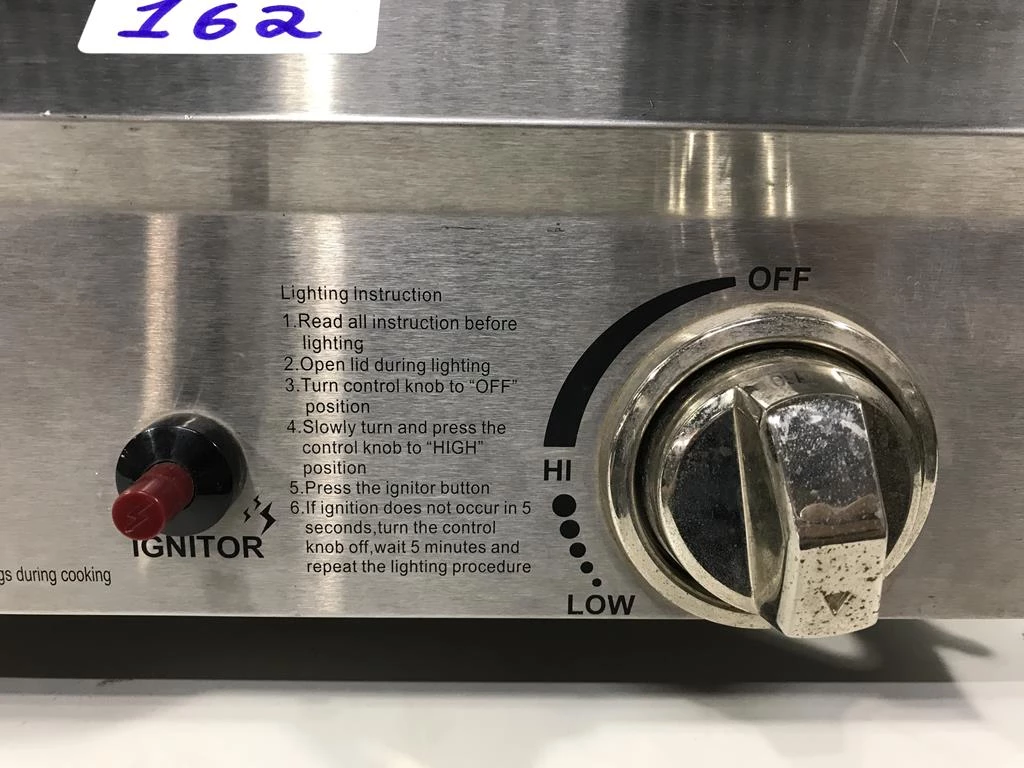 162
OFF
Lighting Instruction
1.Read all instruction before
lighting
2.Open lid during lighting
3.Turn control knob to “OFF”
position
4.Slowly turn and press the
control knob to “HIGH”
position
5.Press the ignitor button
6.If ignition does not occur in 5
seconds,turn the control
knob off,wait 5 minutes and
repeat the lighting procedure
HI
LOW
IGNITOR
during cooking